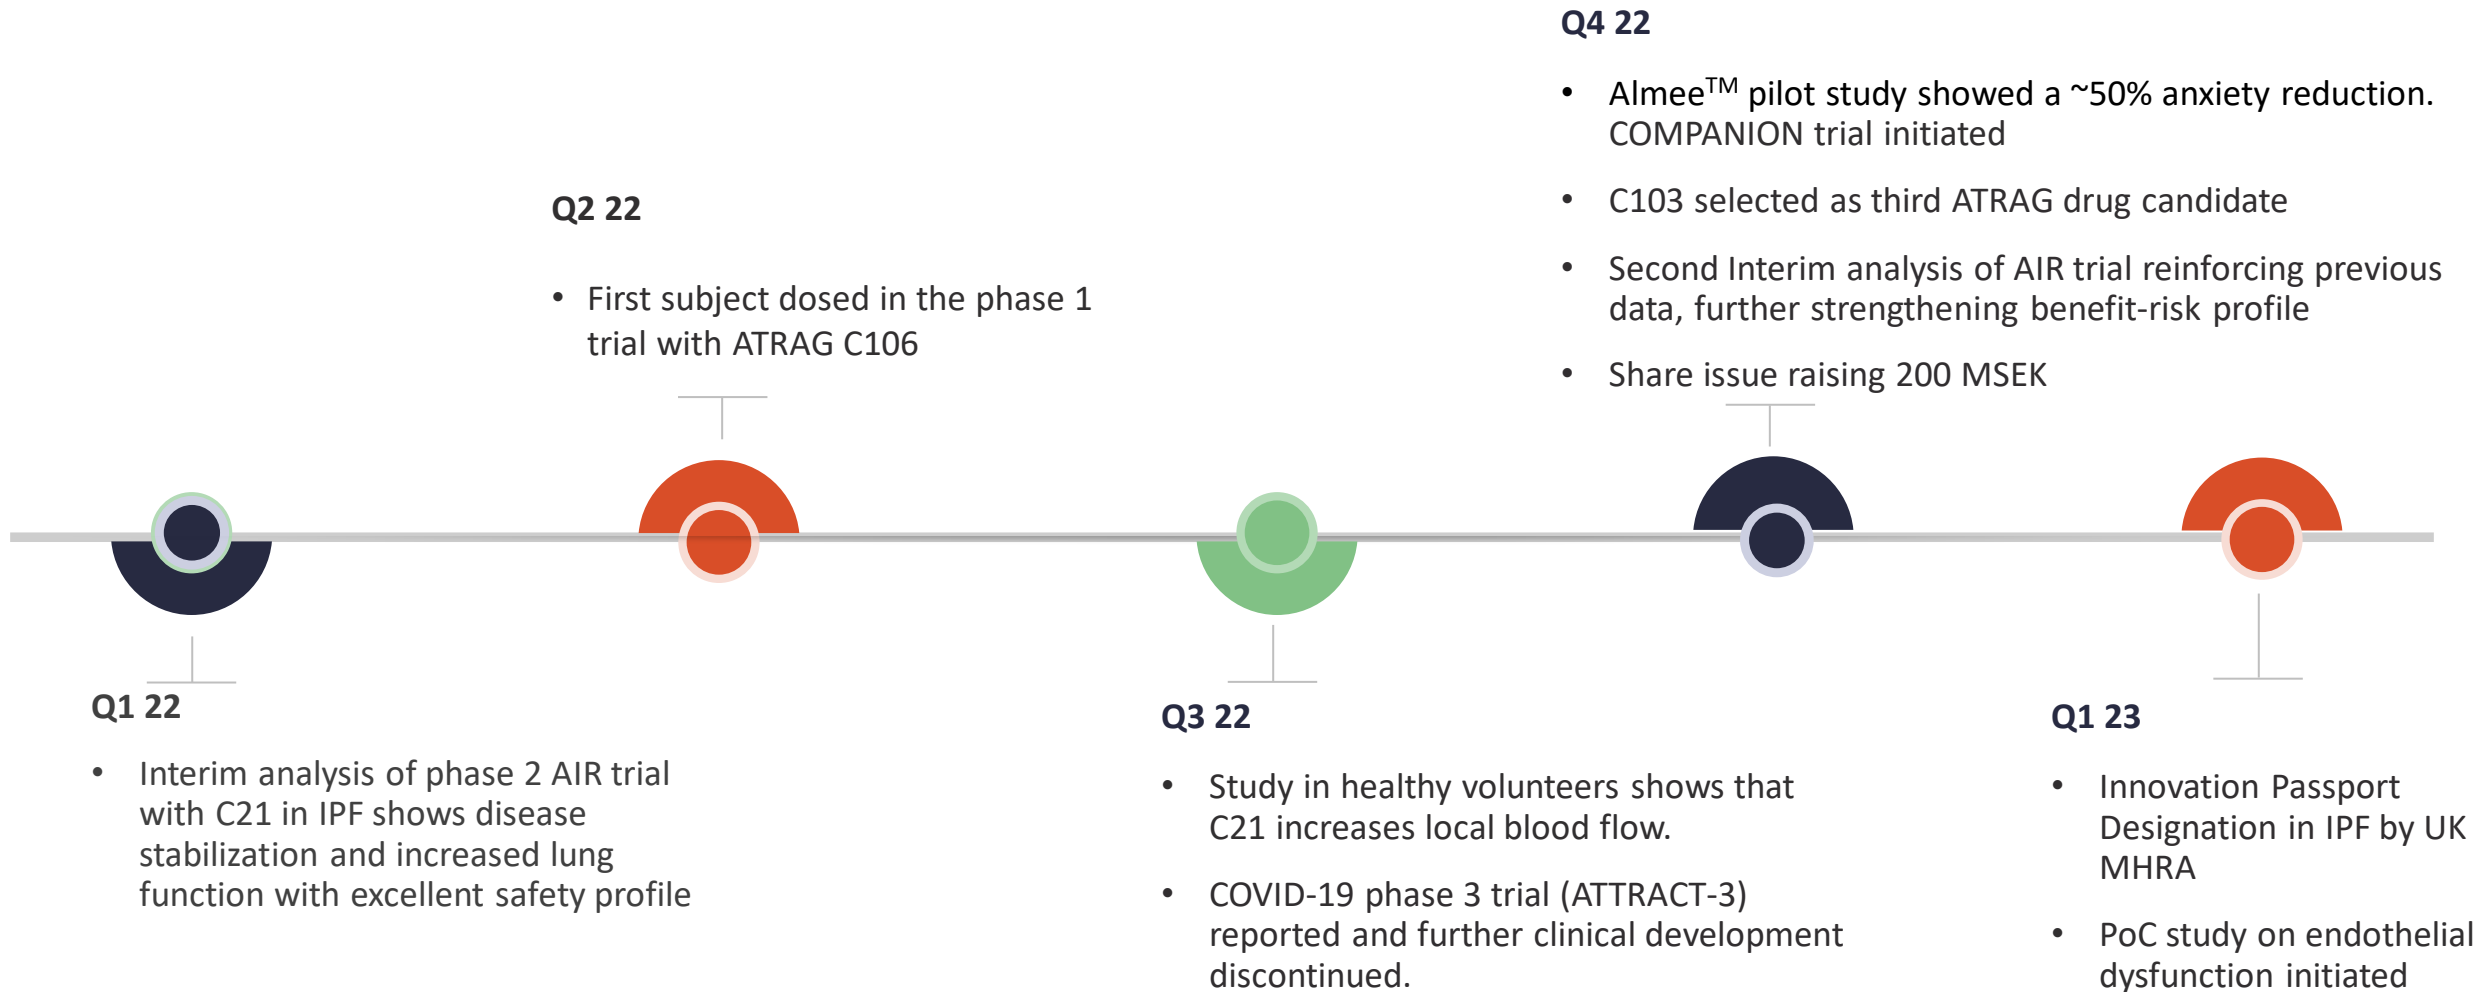 Q4 22
• Almee™ pilot study showed a ~50% anxiety reduction.
COMPANION trial initiated
• C103 selected as third ATRAG drug candidate
• Second Interim analysis of AIR trial reinforcing previous
data, further strengthening benefit-risk profile
• Share issue raising 200 MSEK
Q2 22
• First subject dosed in the phase 1
trial with ATRAG C106
Q1 22
• Interim analysis of phase 2 AIR trial
with C21 in IPF shows disease
stabilization and increased lung
function with excellent safety profile
Q3 22
• Study in healthy volunteers shows that
C21 increases local blood flow.
• COVID-19 phase 3 trial (ATTRACT-3)
reported and further clinical development
discontinued.
Q1 23
• Innovation Passport
Designation in IPF by UK
MHRA
• PoC study on endothelial
dysfunction initiated